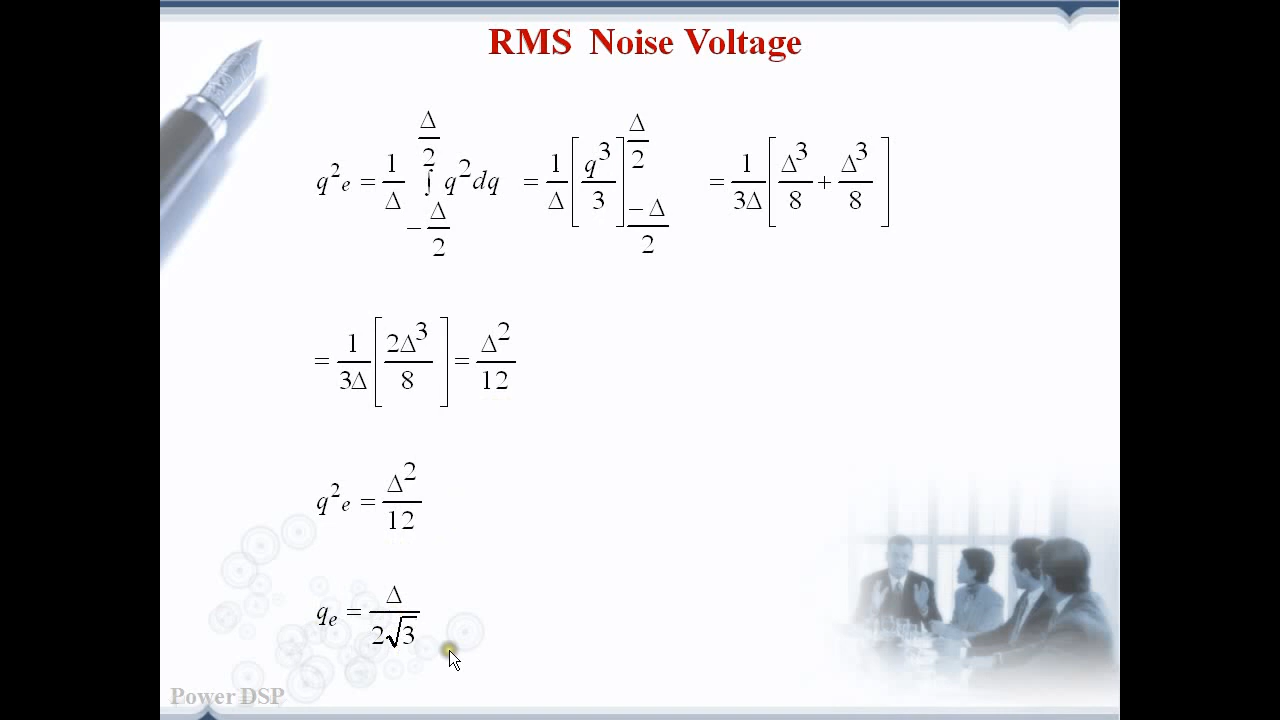 RMS Noise Voltage
q²e = 1/Δ ∫_{-Δ/2}^{Δ/2} q²dq = 1/Δ [q³/3]_{-Δ/2}^{Δ/2} = 1/3Δ [Δ³/8 + Δ³/8]
= 1/3Δ [2Δ³/8] = Δ²/12
q²e = Δ²/12
qe = Δ/2√3
Power DSP